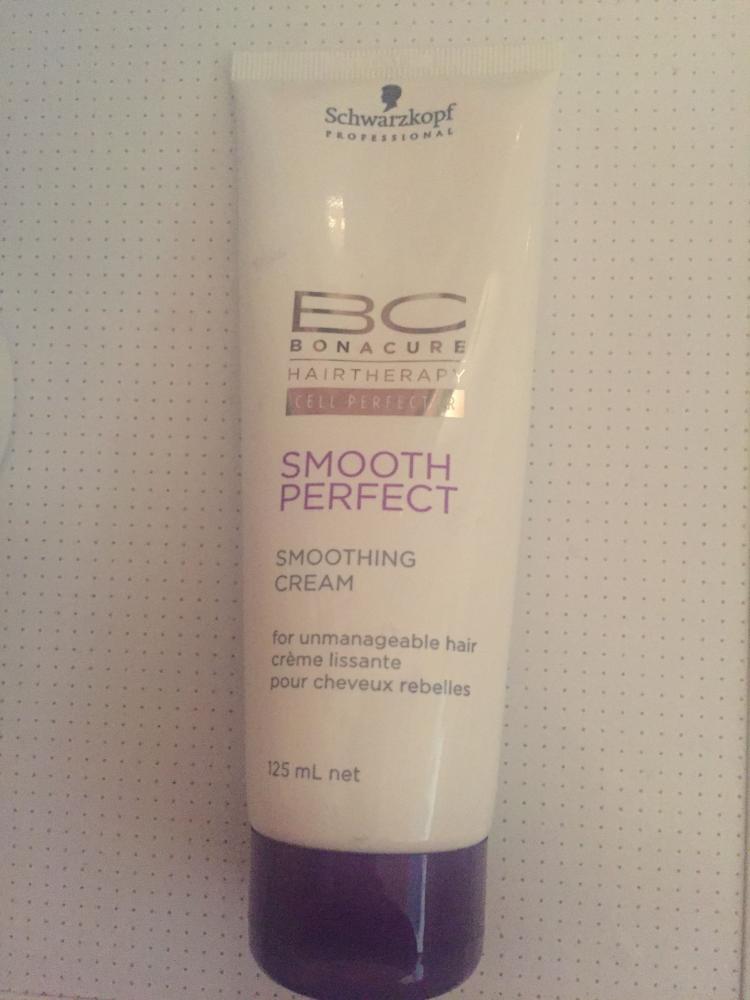 Schwarzkopf
PROFESSIONAL
BC
BONACURE
HAIRTHERAPY
CELL PERFECTOR
SMOOTH
PERFECT
SMOOTHING
CREAM
for unmanageable hair
crème lissante
pour cheveux rebelles
125 mL net